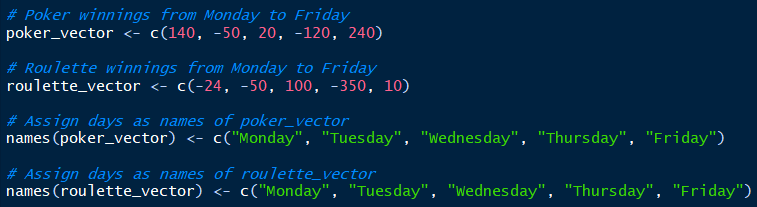 # Poker winnings from Monday to Friday
poker_vector <- c(140, -50, 20, -120, 240)
# Roulette winnings from Monday to Friday
roulette_vector <- c(-24, -50, 100, -350, 10)
# Assign days as names of poker_vector
names(poker_vector) <- c("Monday", "Tuesday", "Wednesday", "Thursday", "Friday")
# Assign days as names of roulette_vector
names(roulette_vector) <- c("Monday", "Tuesday", "Wednesday", "Thursday", "Friday")